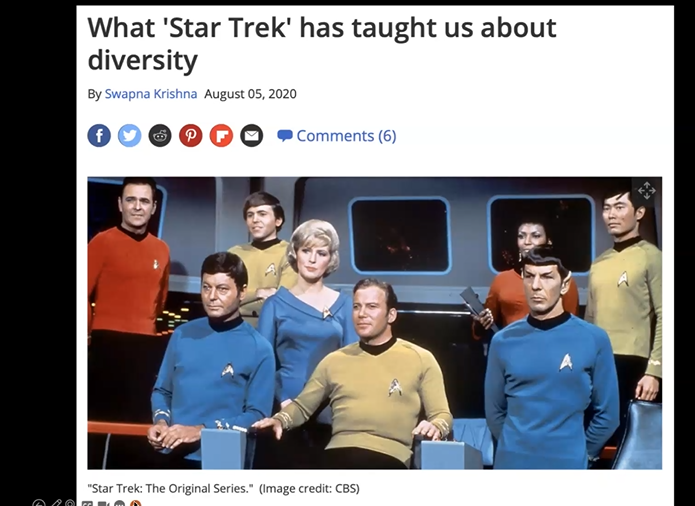 What 'Star Trek' has taught us about
diversity
By Swapna Krishna August 05, 2020
Comments (6)
"Star Trek: The Original Series." (Image credit: CBS)